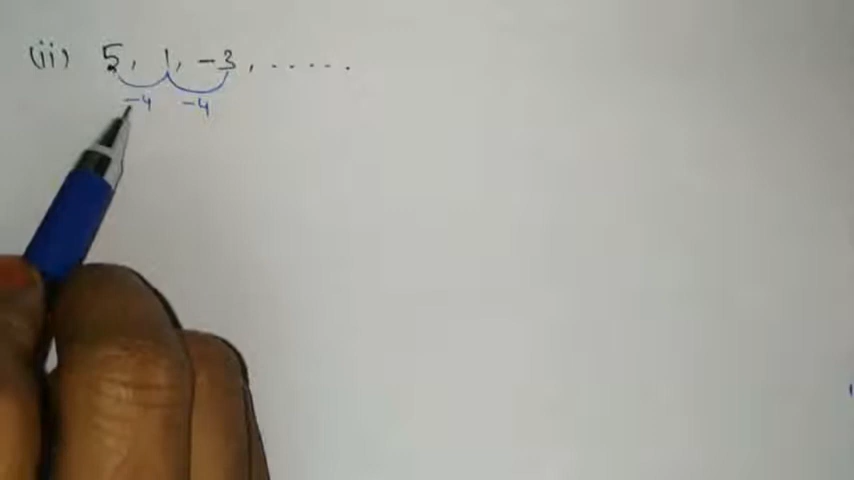 (ii) 5, 1, -3, ......
-4 -4